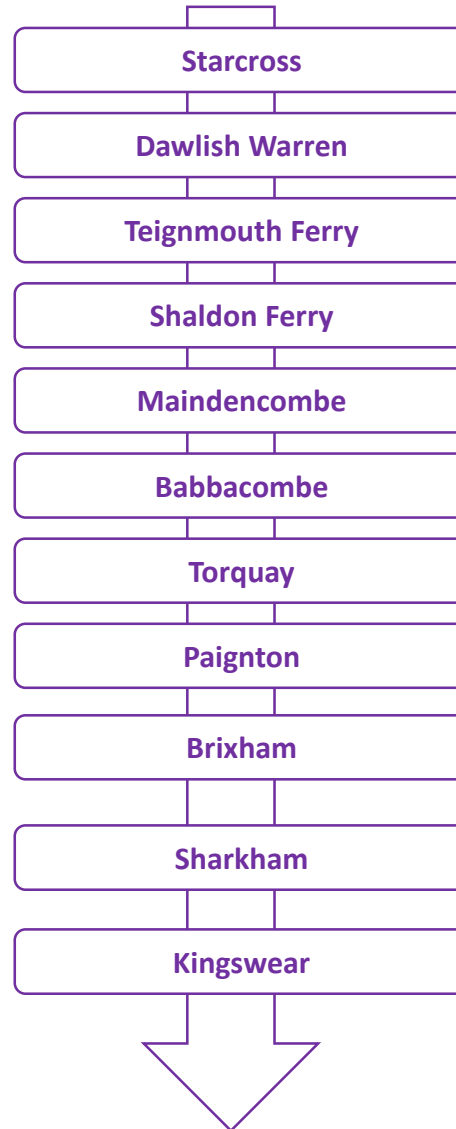 Starcross
Dawlish Warren
Teignmouth Ferry
Shaldon Ferry
Maindencombe
Babbacombe
Torquay
Paignton
Brixham
Sharkham
Kingswear